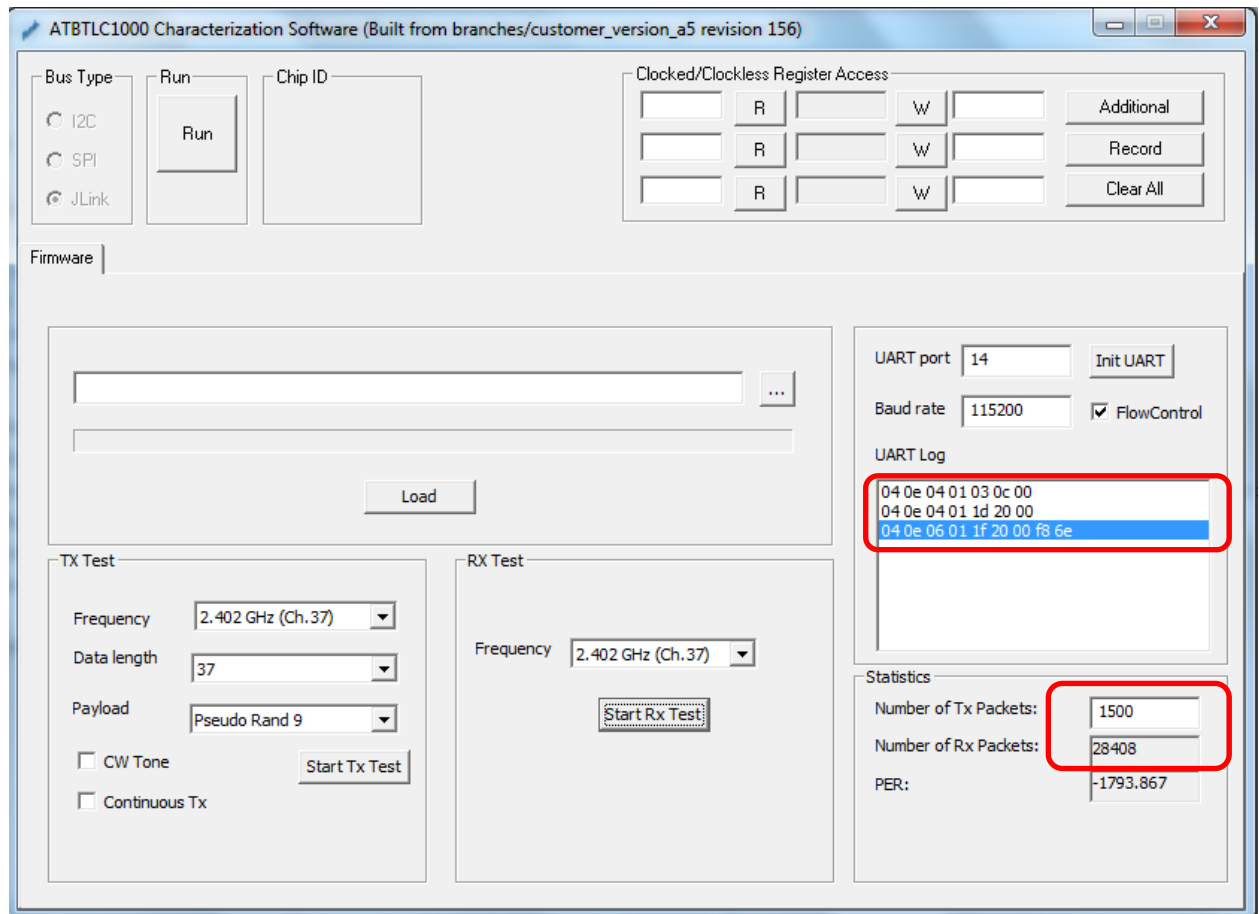 ATBTLC1000 Characterization Software (Built from branches/customer_version_a5 revision 156)
Bus Type
I2C
SPI
JLink
Run
Run
Chip ID
Clocked/Clockless Register Access
R W Additional
R W Record
R W Clear All
Firmware
...
Load
UART port 14 Init UART
Baud rate 115200 FlowControl
UART Log
04 0e 04 01 03 0c 00
04 0e 04 01 1d 20 00
04 0e 06 01 1f 20 00 f8 6e
TX Test
Frequency 2.402 GHz (Ch.37)
Data length 37
Payload Pseudo Rand 9
CW Tone Start Tx Test
Continuous Tx
RX Test
Frequency 2.402 GHz (Ch.37)
Start Rx Test
Statistics
Number of Tx Packets: 1500
Number of Rx Packets: 28408
PER: -1793.867